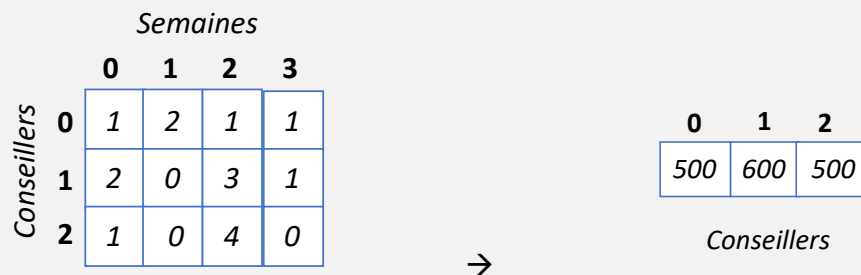 Semaines
0 1 2 3
Conseillers
0 1 2 1 1
1 2 0 3 1
2 1 0 4 0
→
0 1 2
500 600 500
Conseillers